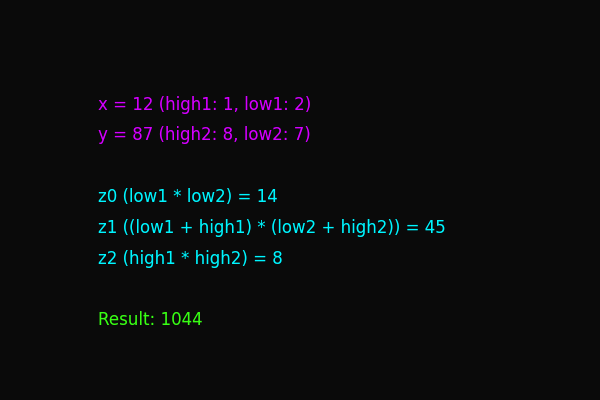 x = 12 (high1: 1, low1: 2)
y = 87 (high2: 8, low2: 7)
z0 (low1 * low2) = 14
z1 ((low1 + high1) * (low2 + high2)) = 45
z2 (high1 * high2) = 8
Result: 1044